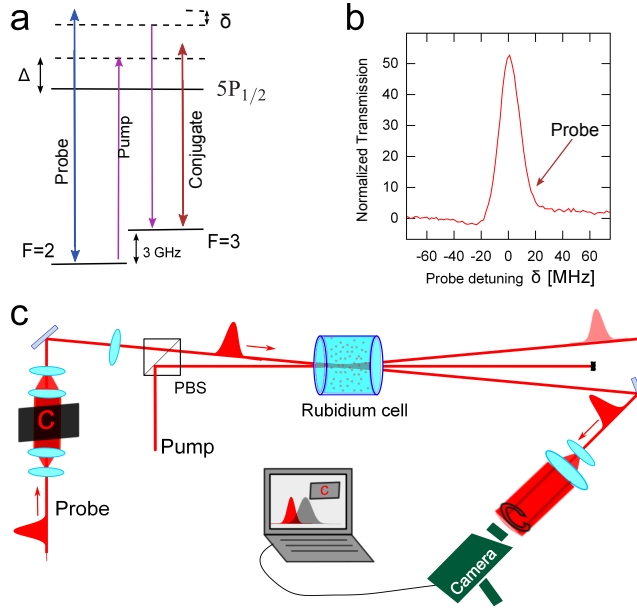 a
δ
Δ
5P1/2
Probe
Pump
Conjugate
F=2
3 GHz
F=3
b
Normalized Transmission
50
40
30
20
10
0
Probe
-60 -40 -20 0 20 40 60
Probe detuning δ [MHz]
c
C
PBS
Rubidium cell
Pump
Probe
C
C
Camera